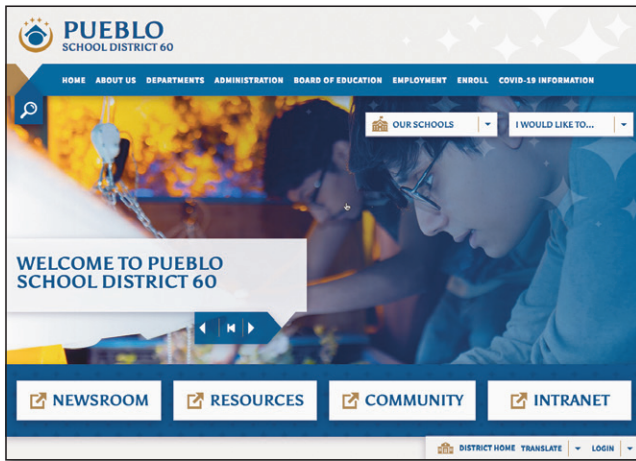 PUEBLO
SCHOOL DISTRICT 60
HOME ABOUT US DEPARTMENTS ADMINISTRATION BOARD OF EDUCATION EMPLOYMENT ENROLL COVID-19 INFORMATION
OUR SCHOOLS
I WOULD LIKE TO...
WELCOME TO PUEBLO
SCHOOL DISTRICT 60
NEWSROOM
RESOURCES
COMMUNITY
INTRANET
DISTRICT HOME TRANSLATE LOGIN